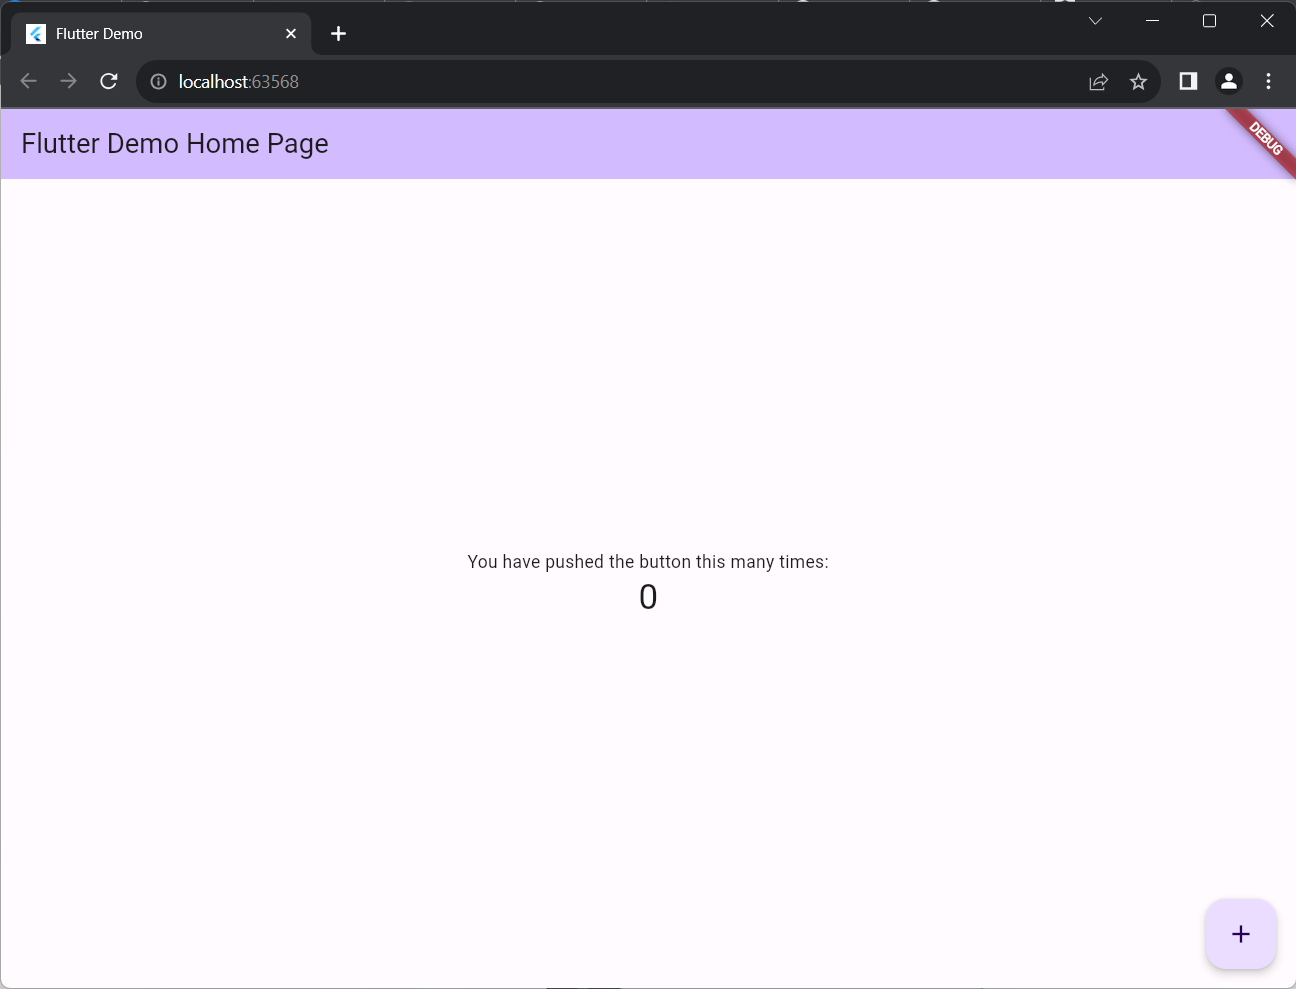 Flutter Demo
localhost:63568
Flutter Demo Home Page
DEBUG
You have pushed the button this many times:
0